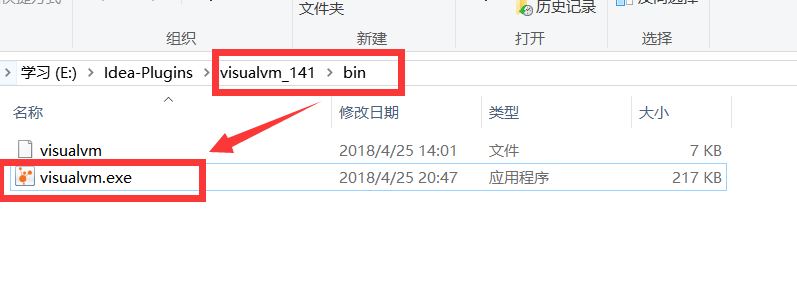 文件夹
历史记录
组织
新建
打开
选择
学习 (E:) > Idea-Plugins > visualvm_141 > bin
名称 修改日期 类型 大小
visualvm 2018/4/25 14:01 文件 7 KB
visualvm.exe 2018/4/25 20:47 应用程序 217 KB